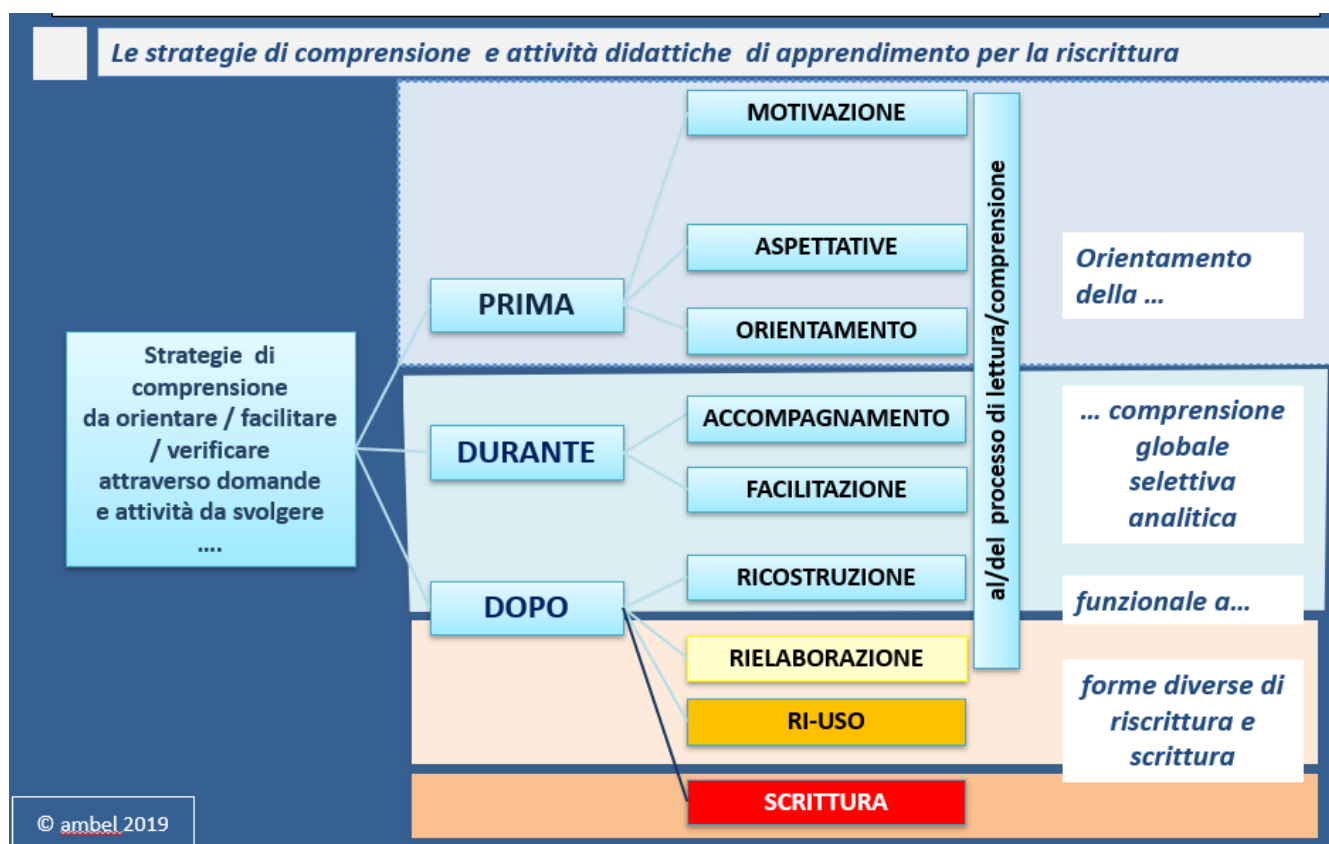 Le strategie di comprensione e attività didattiche di apprendimento per la riscrittura
Strategie di
comprensione
da orientare / facilitare
/ verificare
attraverso domande
e attività da svolgere
....
PRIMA
MOTIVAZIONE
ASPETTATIVE
ORIENTAMENTO
DURANTE
ACCOMPAGNAMENTO
FACILITAZIONE
DOPO
RICOSTRUZIONE
RIELABORAZIONE
RI-USO
SCRITTURA
al/del processo di lettura/comprensione
Orientamento
della ...
... comprensione
globale
selettiva
analitica
funzionale a...
forme diverse di
riscrittura e
scrittura
© ambel 2019